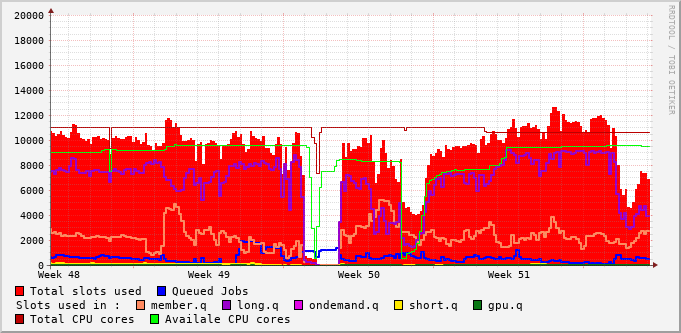 20000
18000
16000
14000
12000
10000
8000
6000
4000
2000
0
Week 48 Week 49 Week 50 Week 51
Total slots used Queued Jobs
Slots used in : member.q long.q ondemand.q short.q gpu.q
Total CPU cores Availale CPU cores
RRDTOOL / TOBI OETIKER